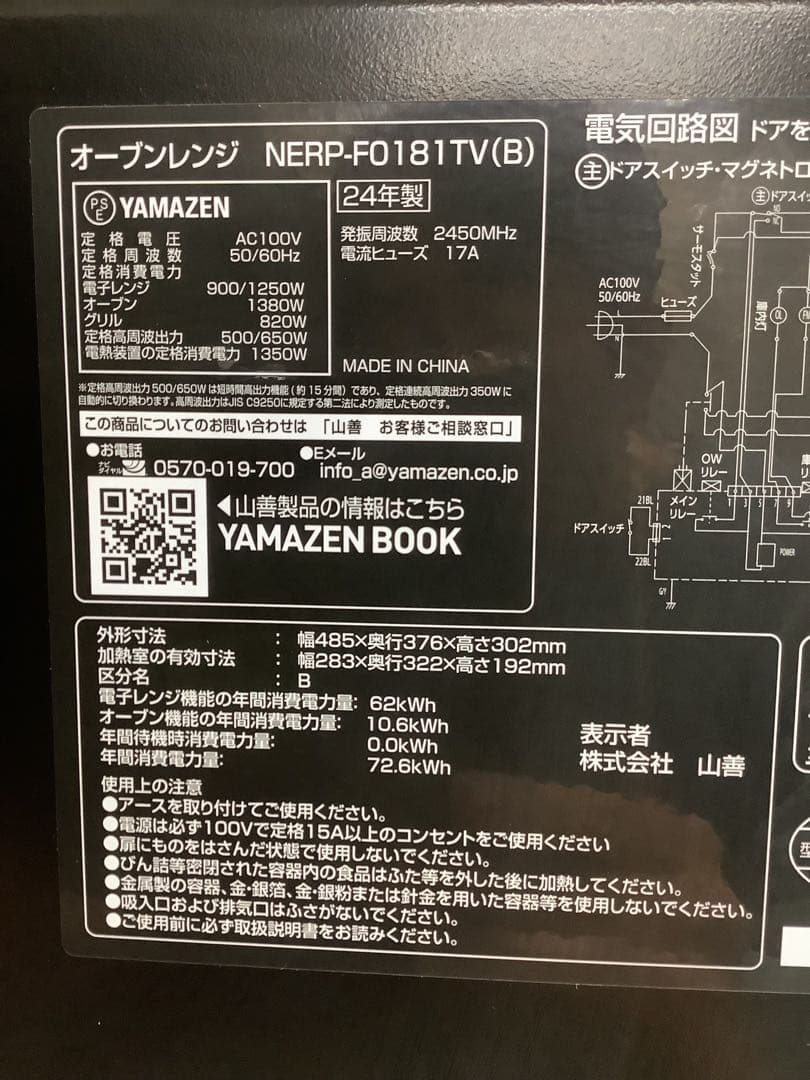 オーブンレンジ NERP-F0181TV(B)
PSE YAMAZEN
定格電圧 AC100V
定格周波数 50/60Hz
定格消費電力
電子レンジ 900/1250W
オーブン 1380W
グリル 820W
定格高周波出力 500/650W
電熱装置の定格消費電力 1350W
24年製
発振周波数 2450MHz
電流ヒューズ 17A
MADE IN CHINA
※定格高周波出力500/650Wは短時間高出力機能(約15分間)であり、定格連続高周波出力350Wに
自動的に切り換わります。高周波出力はJIS C9250に規定する第二法により測定したものです。
この商品についてのお問い合わせは 「山善 お客様ご相談窓口」
●お電話
ナビダイヤル 0570-019-700
●Eメール
info_a@yamazen.co.jp
◀山善製品の情報はこちら
YAMAZEN BOOK
電気回路図 ドアを
主ドアスイッチ・マグネトロ
主ドアスイッ
NO
NC
サーモスタット
AC100V
50/60Hz
ヒューズ
L
N
庫内灯
OL
FM
OW
リレー
メイン
リレー
庫
リ
1 3 5 7 9
21BL
ドアスイッチ
1
2
22BL
POWER
GY
外形寸法 : 幅485×奥行376×高さ302mm
加熱室の有効寸法 : 幅283×奥行322×高さ192mm
区分名 : B
電子レンジ機能の年間消費電力量: 62kWh
オーブン機能の年間消費電力量: 10.6kWh
年間待機時消費電力量: 0.0kWh
年間消費電力量: 72.6kWh
表示者
株式会社 山善
使用上の注意
●アースを取り付けてご使用ください。
●電源は必ず100Vで定格15A以上のコンセントをご使用ください
●扉にものをはさんだ状態で使用しないでください。
●びん詰等密閉された容器内の食品はふた等を外した後に加熱してください。
●金属製の容器、金・銀箔、金・銀粉または針金を用いた容器等を使用しないでください。
●吸入口および排気口はふさがないでください。
●ご使用前に必ず取扱説明書をお読みください。
型